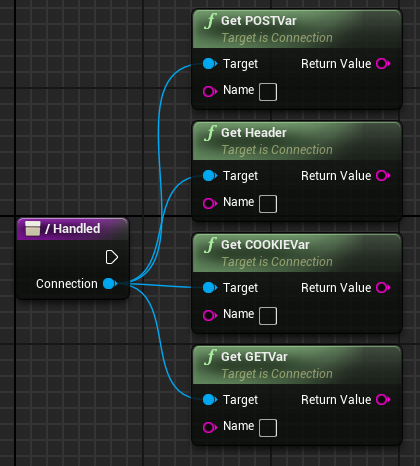 f Get POSTVar
Target is Connection
Target Return Value
Name
f Get Header
Target is Connection
Target Return Value
Name
/ Handled
Connection
f Get COOKIEVar
Target is Connection
Target Return Value
Name
f Get GETVar
Target is Connection
Target Return Value
Name